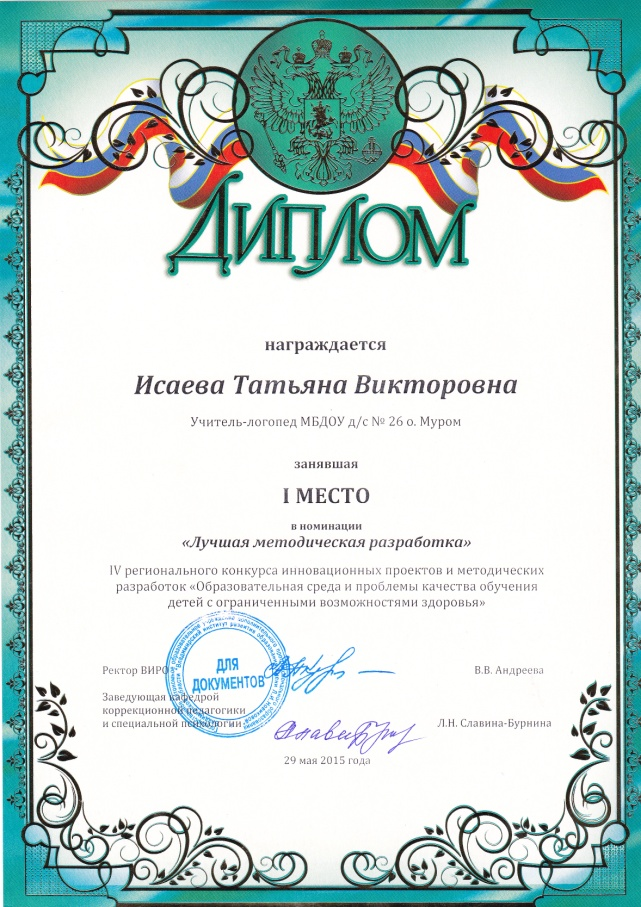 Диплом
награждается
Исаева Татьяна Викторовна
Учитель-логопед МБДОУ д/с № 26 о. Муром
занявшая
I МЕСТО
в номинации
«Лучшая методическая разработка»
IV регионального конкурса инновационных проектов и методических
разработок «Образовательная среда и проблемы качества обучения
детей с ограниченными возможностями здоровья»
Ректор ВИРО
В.В. Андреева
ДЛЯ
ДОКУМЕНТОВ
Заведующая кафедрой
коррекционной педагогики
и специальной психологии
Л.Н. Славина-Бурнина
29 мая 2015 года